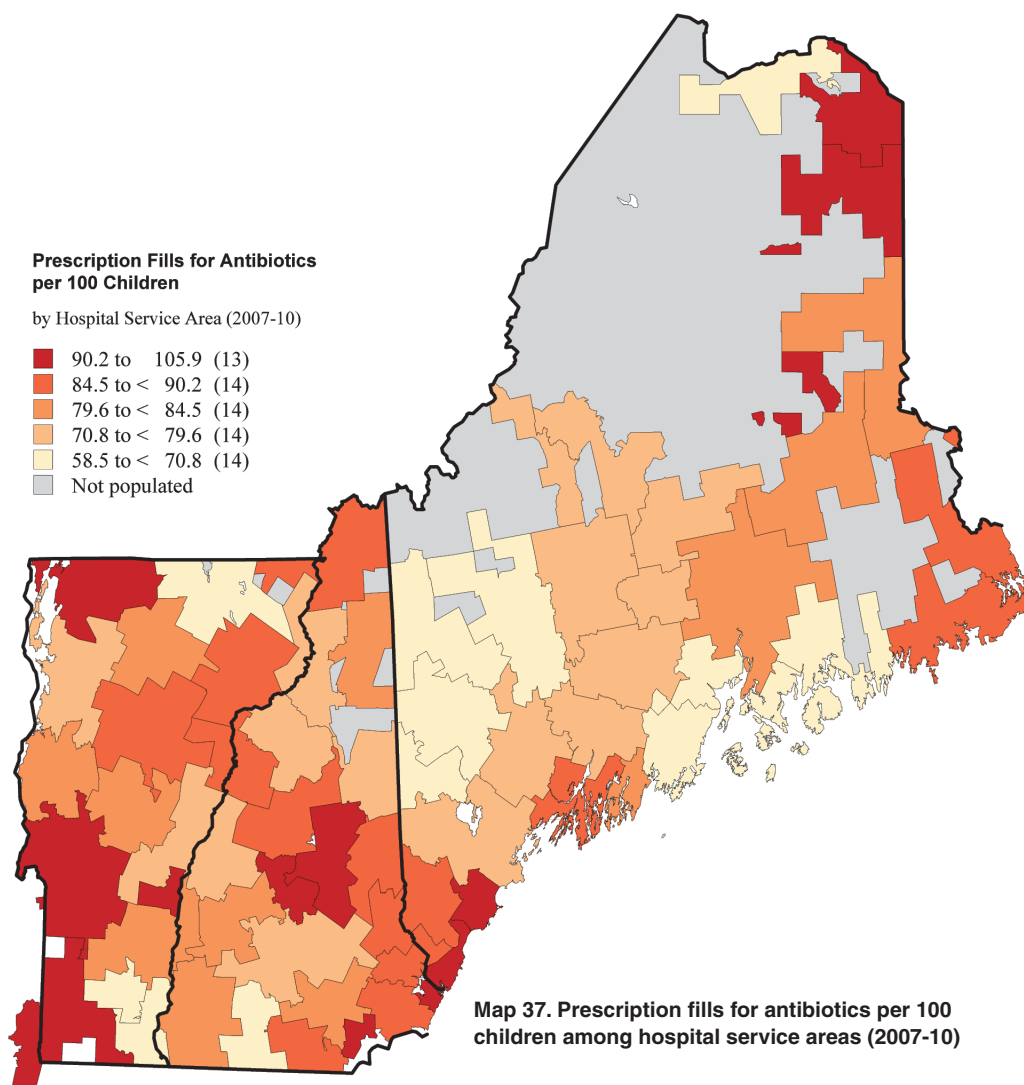 Prescription Fills for Antibiotics
per 100 Children
by Hospital Service Area (2007-10)
90.2 to 105.9 (13)
84.5 to < 90.2 (14)
79.6 to < 84.5 (14)
70.8 to < 79.6 (14)
58.5 to < 70.8 (14)
Not populated
Map 37. Prescription fills for antibiotics per 100
children among hospital service areas (2007-10)